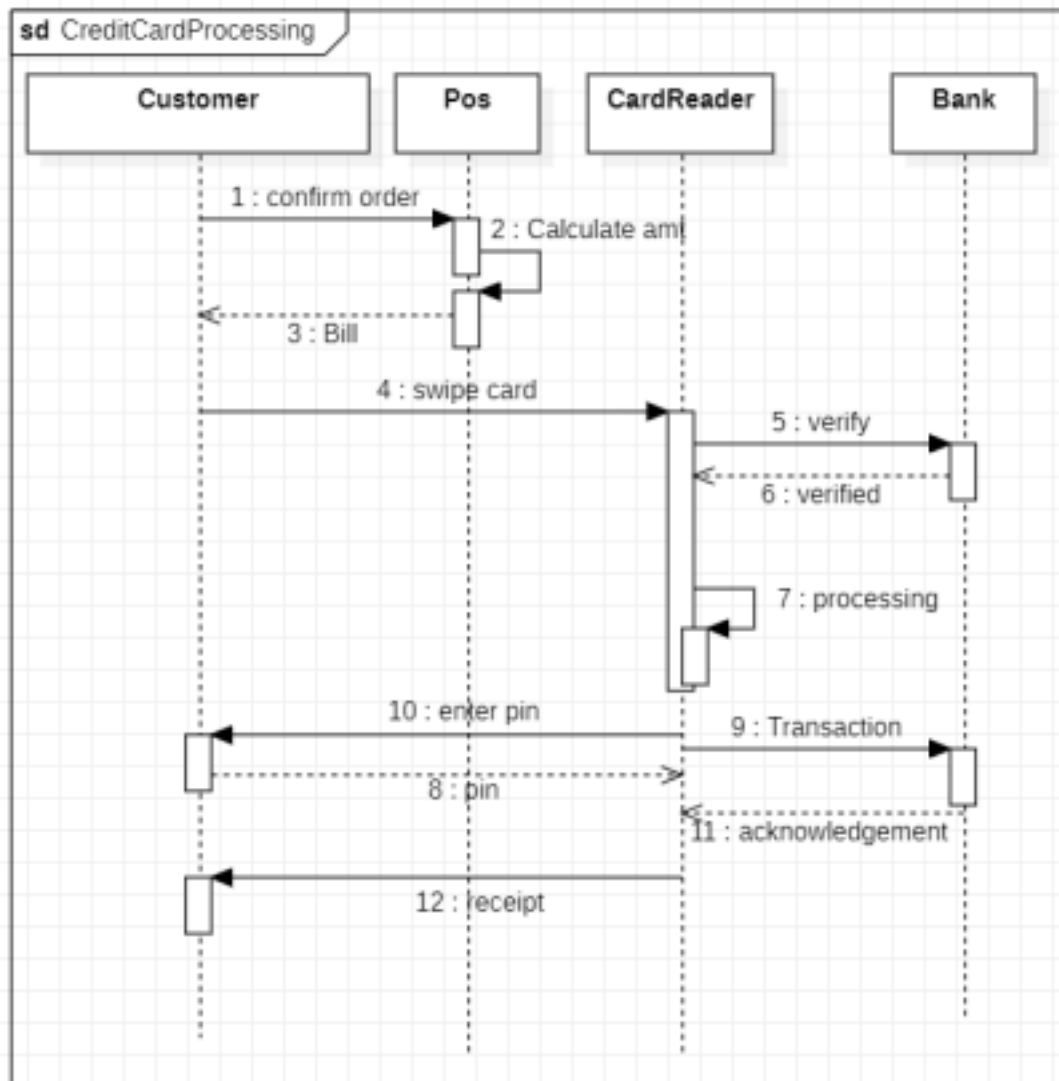 sd CreditCardProcessing
Customer
Pos
CardReader
Bank
1 : confirm order
2 : Calculate amt
3 : Bill
4 : swipe card
5 : verify
6 : verified
7 : processing
10 : enter pin
9 : Transaction
8 : pin
11 : acknowledgement
12 : receipt